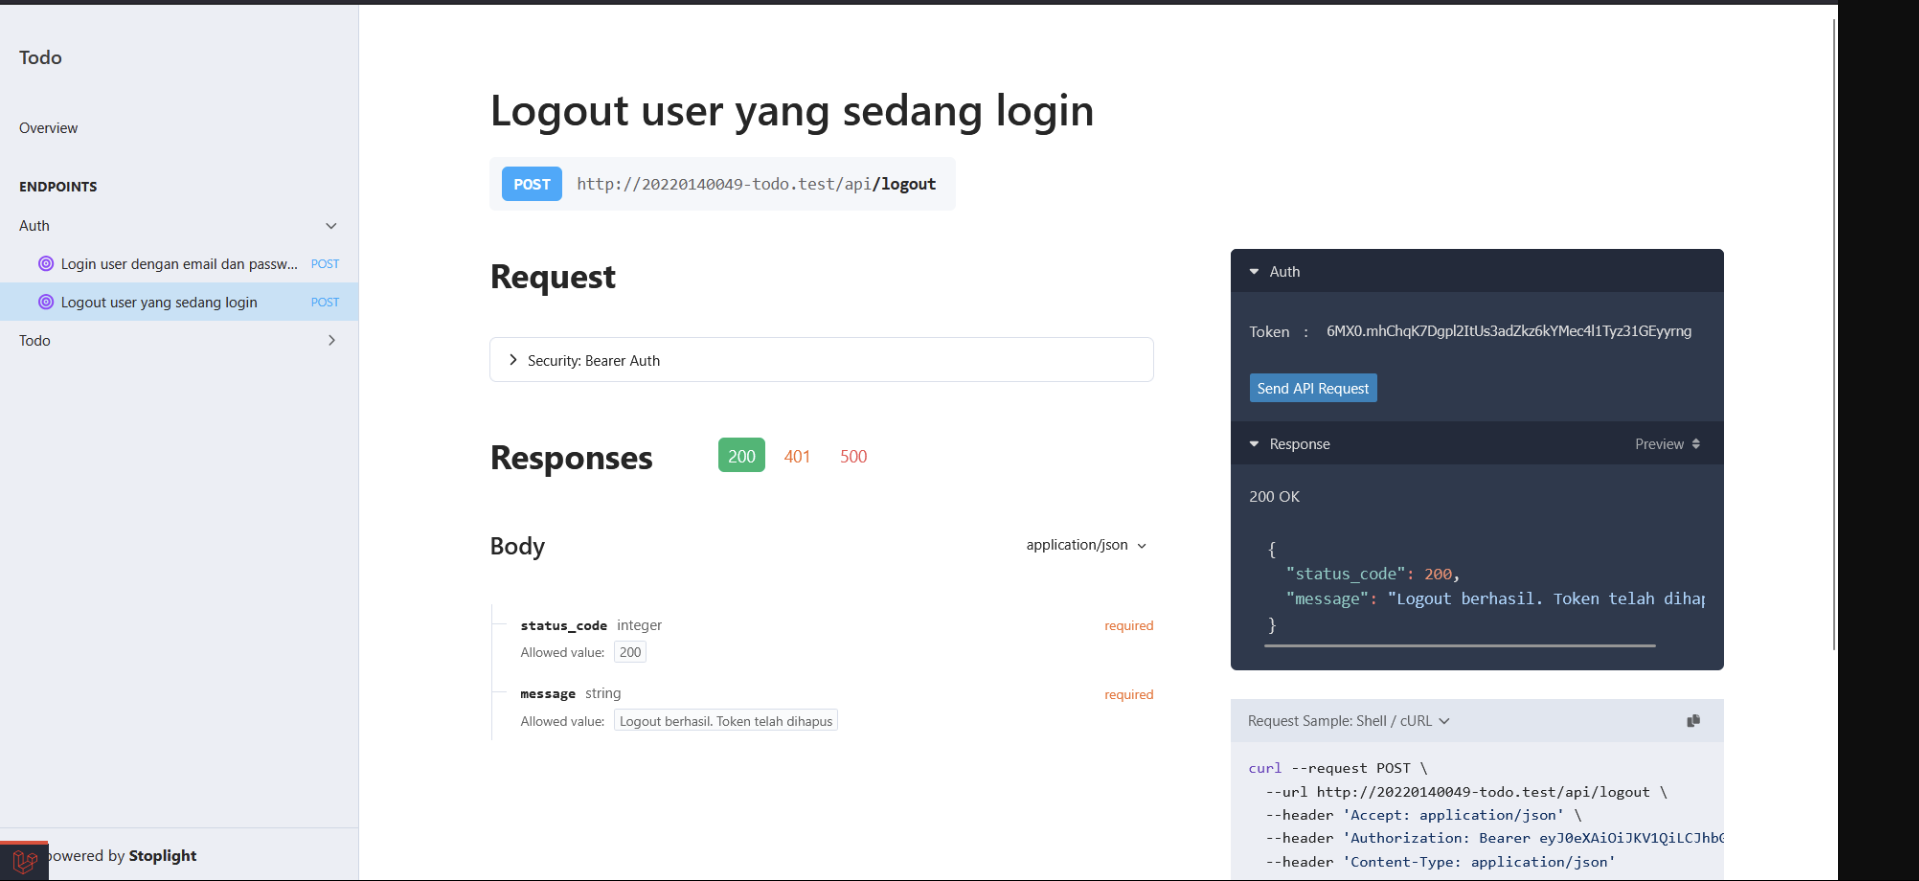 Todo
Overview
ENDPOINTS
Auth
Login user dengan email dan passw... POST
Logout user yang sedang login POST
Todo
powered by Stoplight
Logout user yang sedang login
POST http://20220140049-todo.test/api/logout
Request
Security: Bearer Auth
Responses 200 401 500
Body application/json
status_code integer required
Allowed value: 200
message string required
Allowed value: Logout berhasil. Token telah dihapus
Auth
Token : 6MX0.mhChqK7Dgpl2ItUs3adZkz6kYMec4l1Tyz31GEyyrng
Send API Request
Response Preview
200 OK
{
"status_code": 200,
"message": "Logout berhasil. Token telah dihap
}
Request Sample: Shell / cURL
curl --request POST \
--url http://20220140049-todo.test/api/logout \
--header 'Accept: application/json' \
--header 'Authorization: Bearer eyJ0eXAiOiJKV1QiLCJhbG
--header 'Content-Type: application/json'